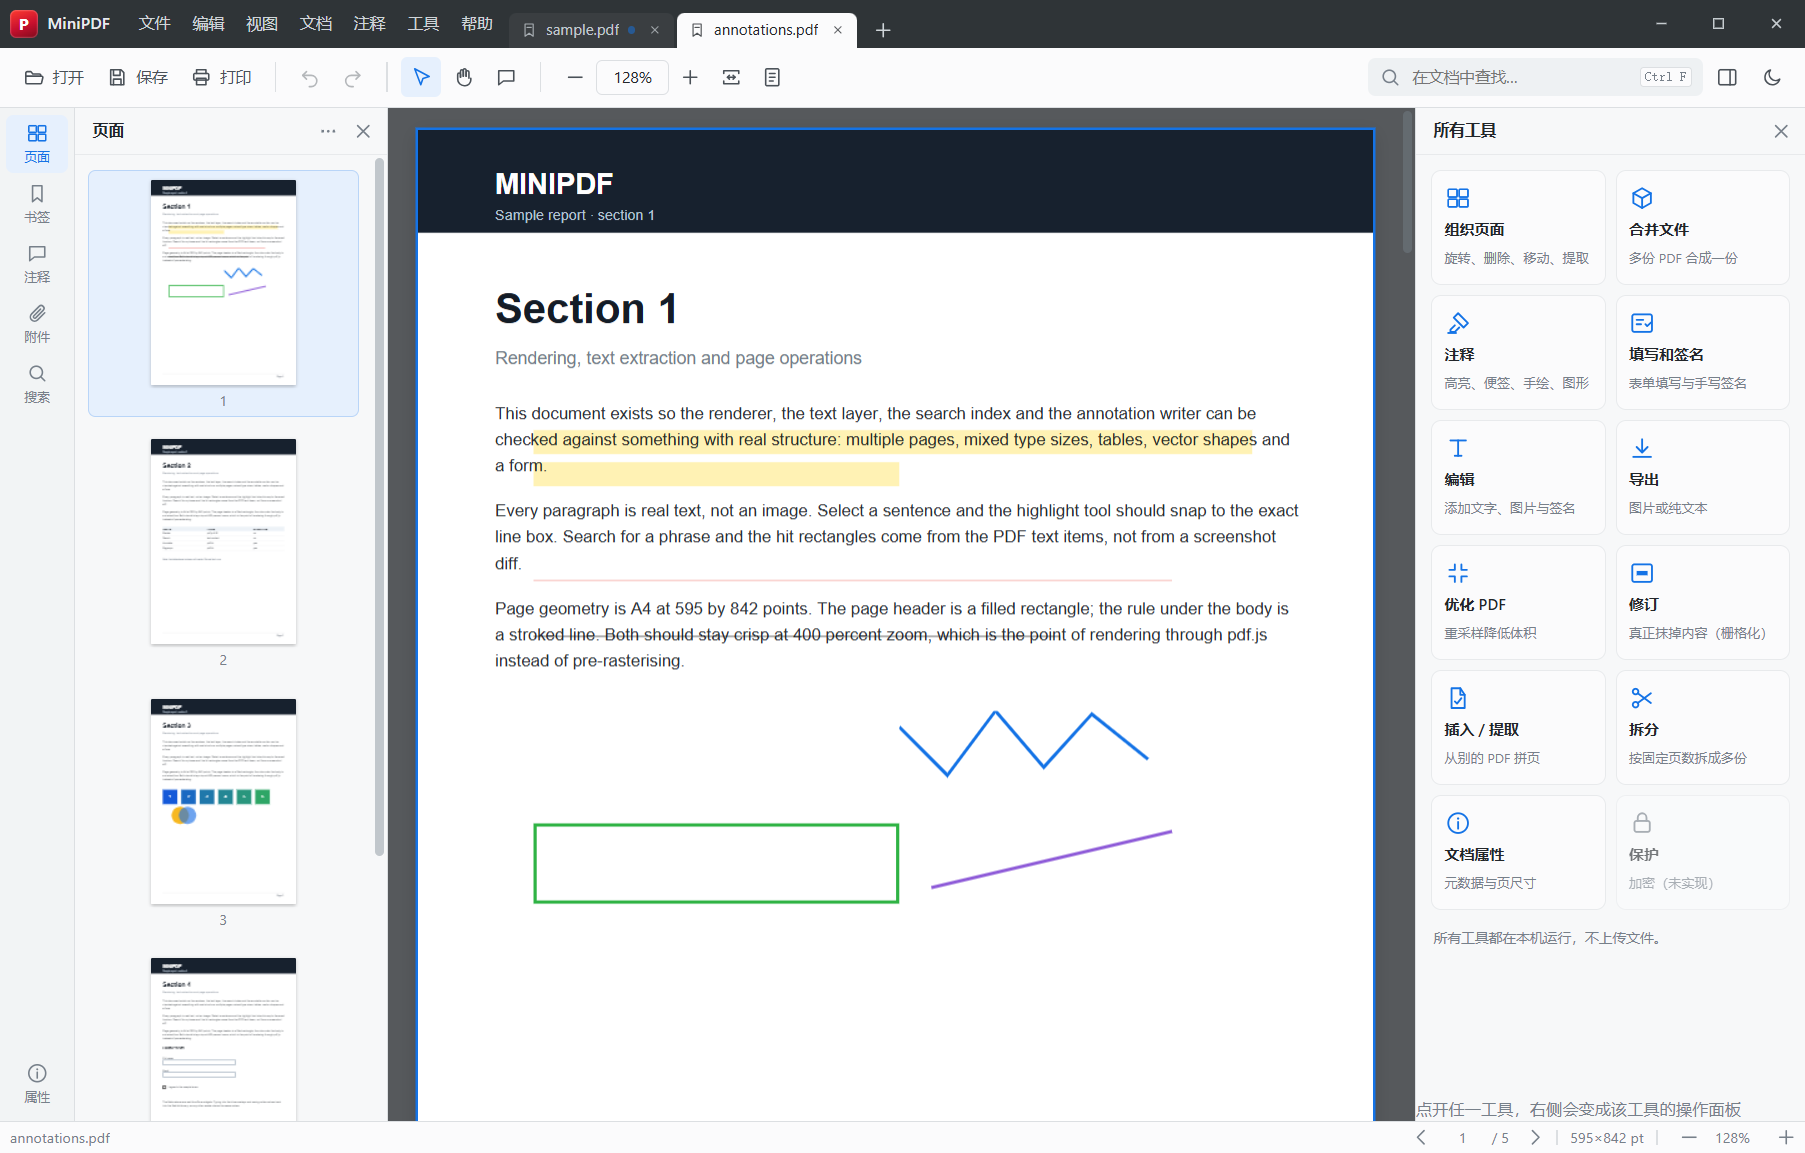 P MiniPDF 文件 编辑 视图 文档 注释 工具 帮助 sample.pdf annotations.pdf
打开 保存 打印 128% 在文档中查找... Ctrl F
页面
书签
注释
附件
搜索
属性
页面
1
2
3
MINIPDF
Sample report · section 1
Section 1
Rendering, text extraction and page operations
This document exists so the renderer, the text layer, the search index and the annotation writer can be
checked against something with real structure: multiple pages, mixed type sizes, tables, vector shapes and
a form.
Every paragraph is real text, not an image. Select a sentence and the highlight tool should snap to the exact
line box. Search for a phrase and the hit rectangles come from the PDF text items, not from a screenshot
diff.
Page geometry is A4 at 595 by 842 points. The page header is a filled rectangle; the rule under the body is
a stroked line. Both should stay crisp at 400 percent zoom, which is the point of rendering through pdf.js
instead of pre-rasterising.
所有工具
组织页面
旋转、删除、移动、提取
合并文件
多份 PDF 合成一份
注释
高亮、便签、手绘、图形
填写和签名
表单填写与手写签名
编辑
添加文字、图片与签名
导出
图片或纯文本
优化 PDF
重采样降低体积
修订
真正抹掉内容（栅格化）
插入 / 提取
从别的 PDF 拼页
拆分
按固定页数拆成多份
文档属性
元数据与页尺寸
保护
加密（未实现）
所有工具都在本机运行，不上传文件。
点开任一工具，右侧会变成该工具的操作面板
annotations.pdf 1 / 5 595×842 pt 128%